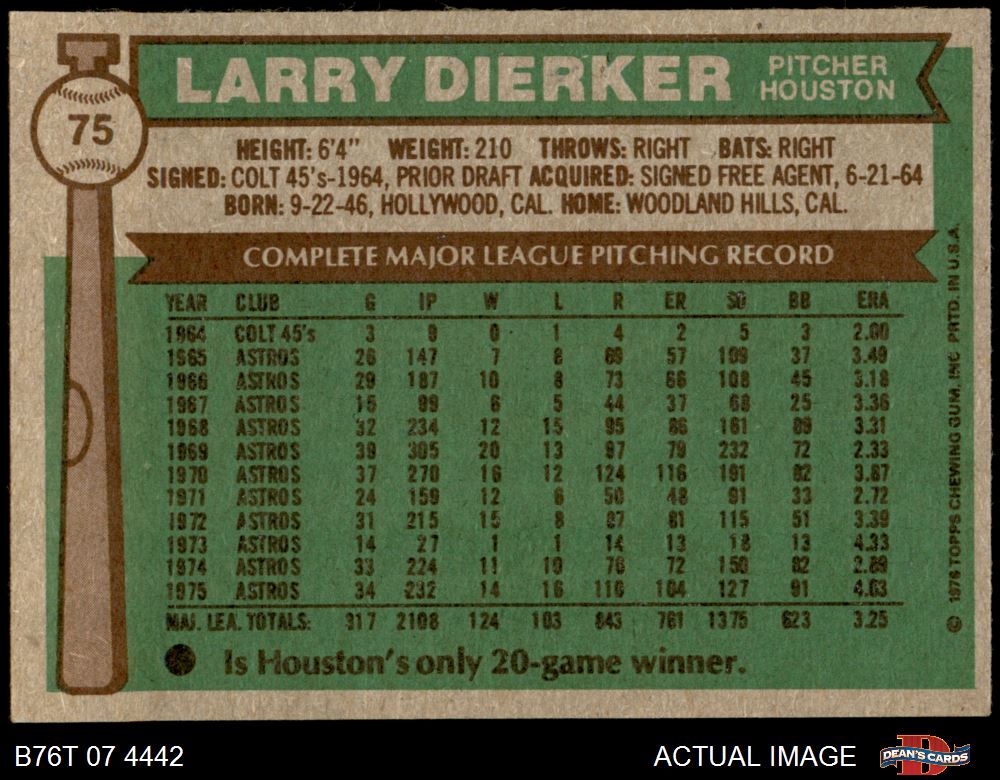 75
LARRY DIERKER
PITCHER
HOUSTON
HEIGHT: 6'4" WEIGHT: 210 THROWS: RIGHT BATS: RIGHT
SIGNED: COLT 45's-1964, PRIOR DRAFT ACQUIRED: SIGNED FREE AGENT, 6-21-64
BORN: 9-22-46, HOLLYWOOD, CAL. HOME: WOODLAND HILLS, CAL.
COMPLETE MAJOR LEAGUE PITCHING RECORD
YEAR CLUB G IP W L R ER SO BB ERA
1964 COLT 45's 3 9 0 1 4 2 5 3 2.00
1965 ASTROS 26 147 7 8 69 57 109 37 3.49
1966 ASTROS 29 187 10 8 73 66 108 45 3.18
1967 ASTROS 15 99 6 5 44 37 68 25 3.36
1968 ASTROS 32 234 12 15 95 86 161 89 3.31
1969 ASTROS 39 305 20 13 97 79 232 72 2.33
1970 ASTROS 37 270 16 12 124 116 191 82 3.87
1971 ASTROS 24 159 12 6 50 48 91 33 2.72
1972 ASTROS 31 215 15 8 87 81 115 51 3.39
1973 ASTROS 14 27 1 1 14 13 18 13 4.33
1974 ASTROS 33 224 11 10 76 72 150 82 2.89
1975 ASTROS 34 232 14 16 116 104 127 91 4.03
MAJ. LEA. TOTALS: 317 2108 124 103 843 761 1375 623 3.25
Is Houston's only 20-game winner.
© 1976 TOPPS CHEWING GUM, INC. PRTD. IN U.S.A.
B76T 07 4442
ACTUAL IMAGE
DEAN'S CARDS